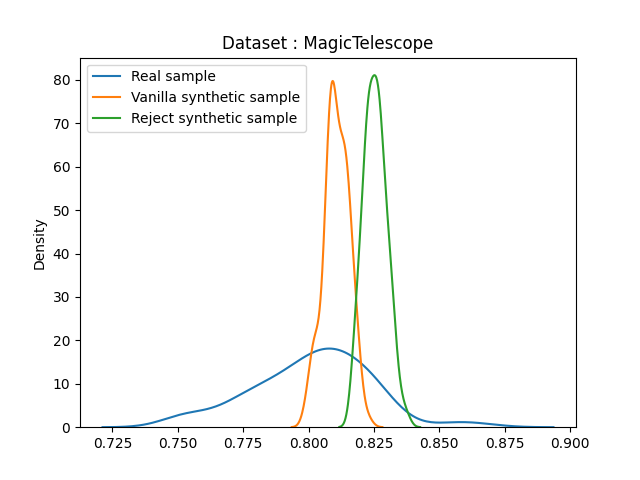 Dataset : MagicTelescope
Real sample
Vanilla synthetic sample
Reject synthetic sample
Density
80
70
60
50
40
30
20
10
0
0.725 0.750 0.775 0.800 0.825 0.850 0.875 0.900